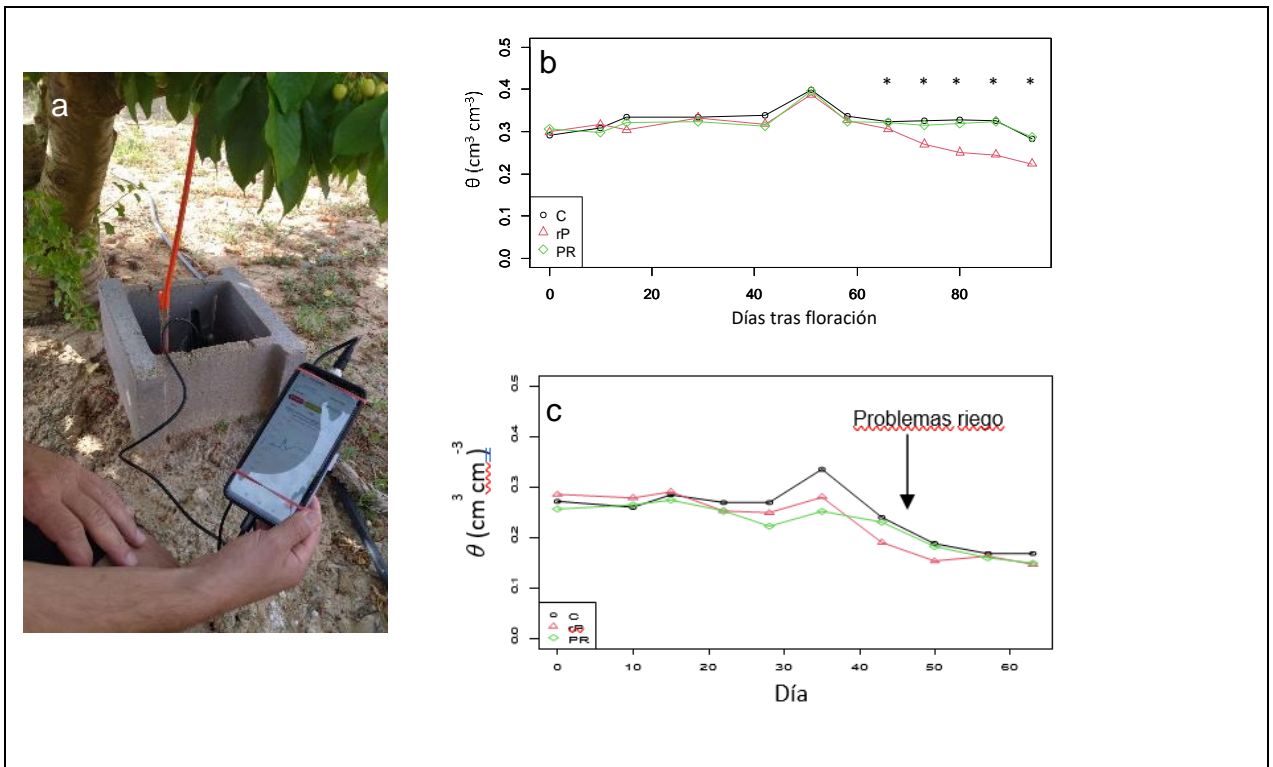 a
b
0.5
0.4
0.3
0.2
0.1
0.0
θ (cm³ cm⁻³)
* * * * *
C
rP
PR
0 20 40 60 80
Días tras floración
c
0.5
0.4
0.3
0.2
0.1
0.0
θ (cm³ cm⁻³)
Problemas riego
C
rP
PR
0 10 20 30 40 50 60
Día